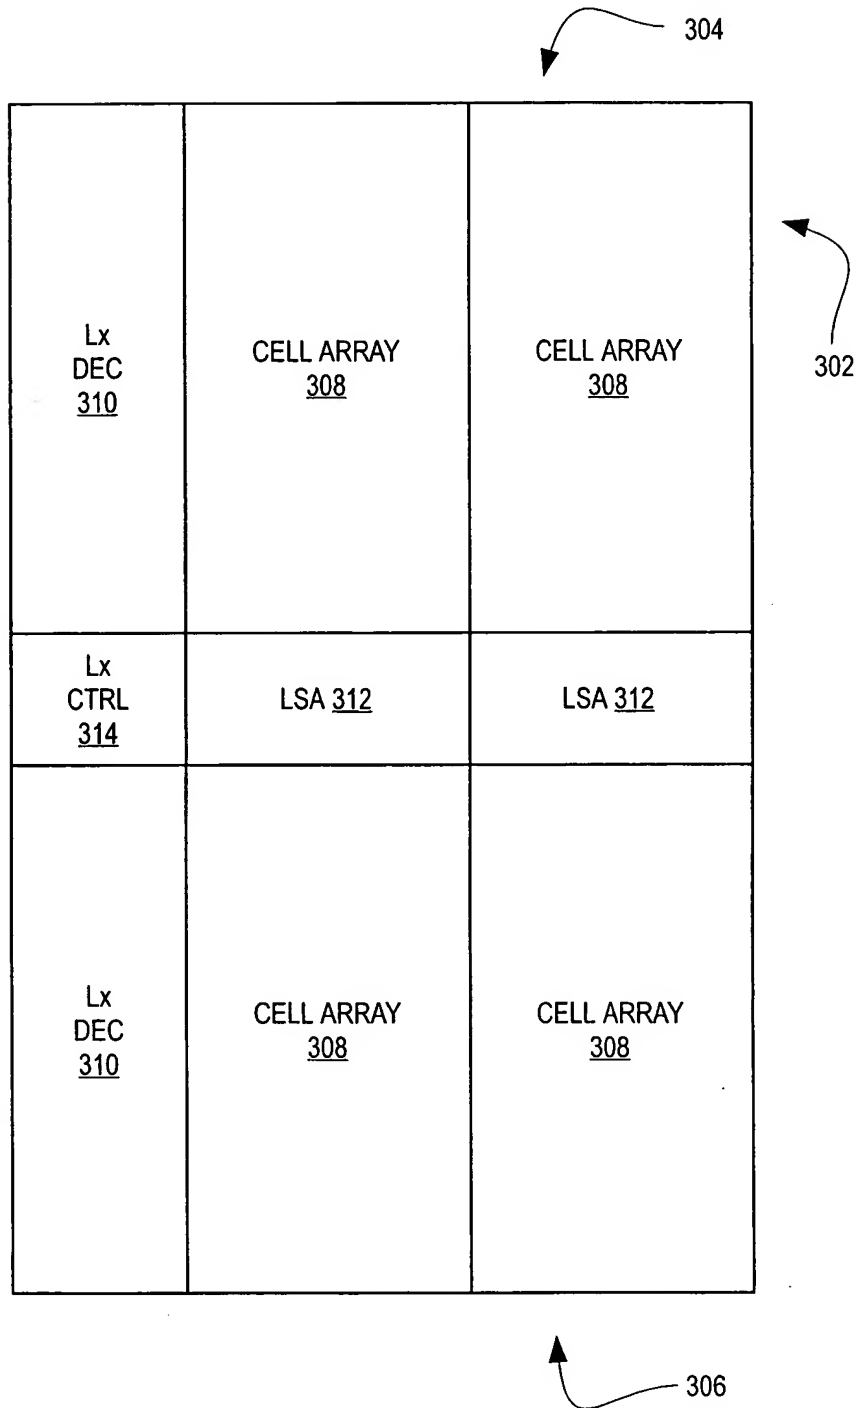 304
302
Lx
DEC
310
CELL ARRAY
308
CELL ARRAY
308
Lx
CTRL
314
LSA 312
LSA 312
Lx
DEC
310
CELL ARRAY
308
CELL ARRAY
308
306